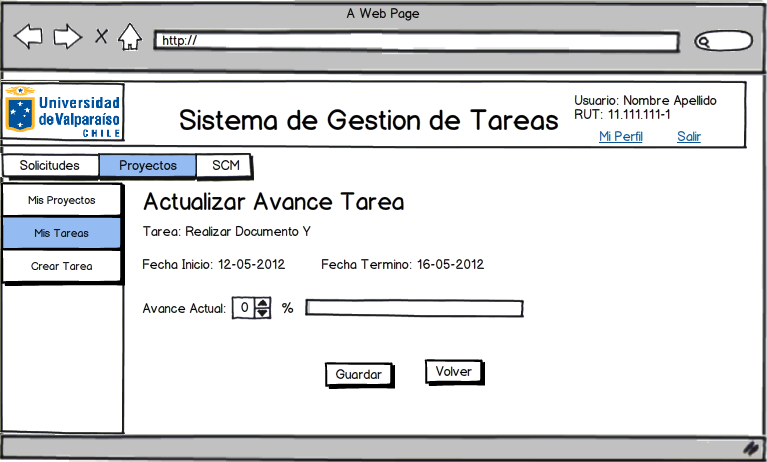 A Web Page
http://
Universidad
de Valparaíso
CHILE
Sistema de Gestion de Tareas
Usuario: Nombre Apellido
RUT: 11.111.111-1
Mi Perfil Salir
Solicitudes Proyectos SCM
Mis Proyectos
Mis Tareas
Crear Tarea
Actualizar Avance Tarea
Tarea: Realizar Documento Y
Fecha Inicio: 12-05-2012 Fecha Termino: 16-05-2012
Avance Actual: 0 %
Guardar Volver